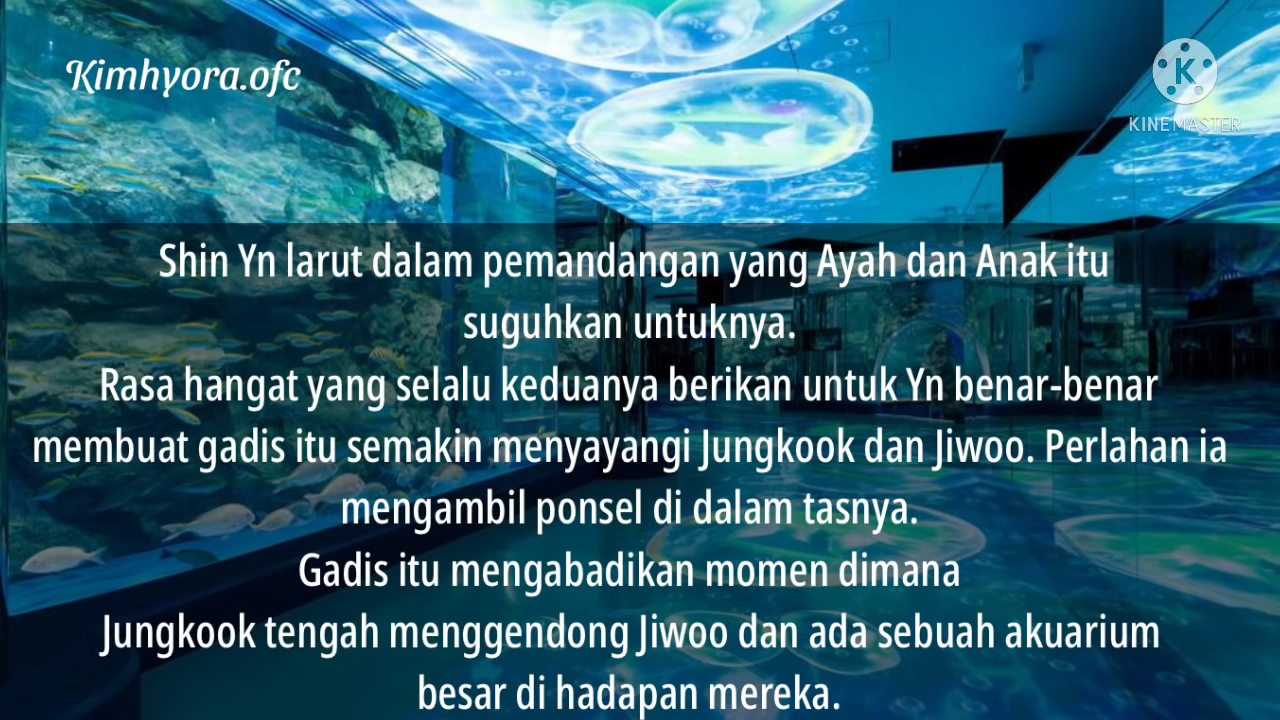 Kimhyora.ofc
K
KINEMASTER
Shin Yn larut dalam pemandangan yang Ayah dan Anak itu
suguhkan untuknya.
Rasa hangat yang selalu keduanya berikan untuk Yn benar-benar
membuat gadis itu semakin menyayangi Jungkook dan Jiwoo. Perlahan ia
mengambil ponsel di dalam tasnya.
Gadis itu mengabadikan momen dimana
Jungkook tengah menggendong Jiwoo dan ada sebuah akuarium
besar di hadapan mereka.